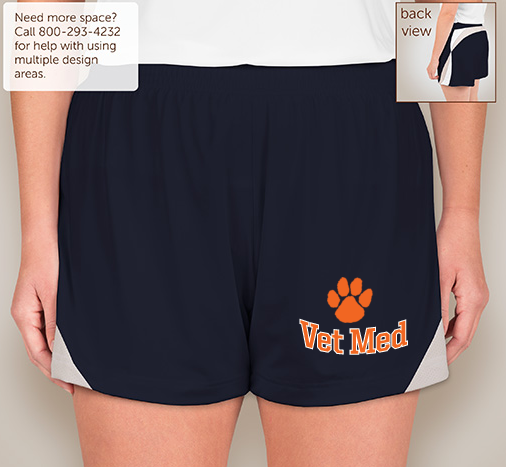 Need more space?
Call 800-293-4232
for help with using
multiple design
areas.
back
view
Vet Med